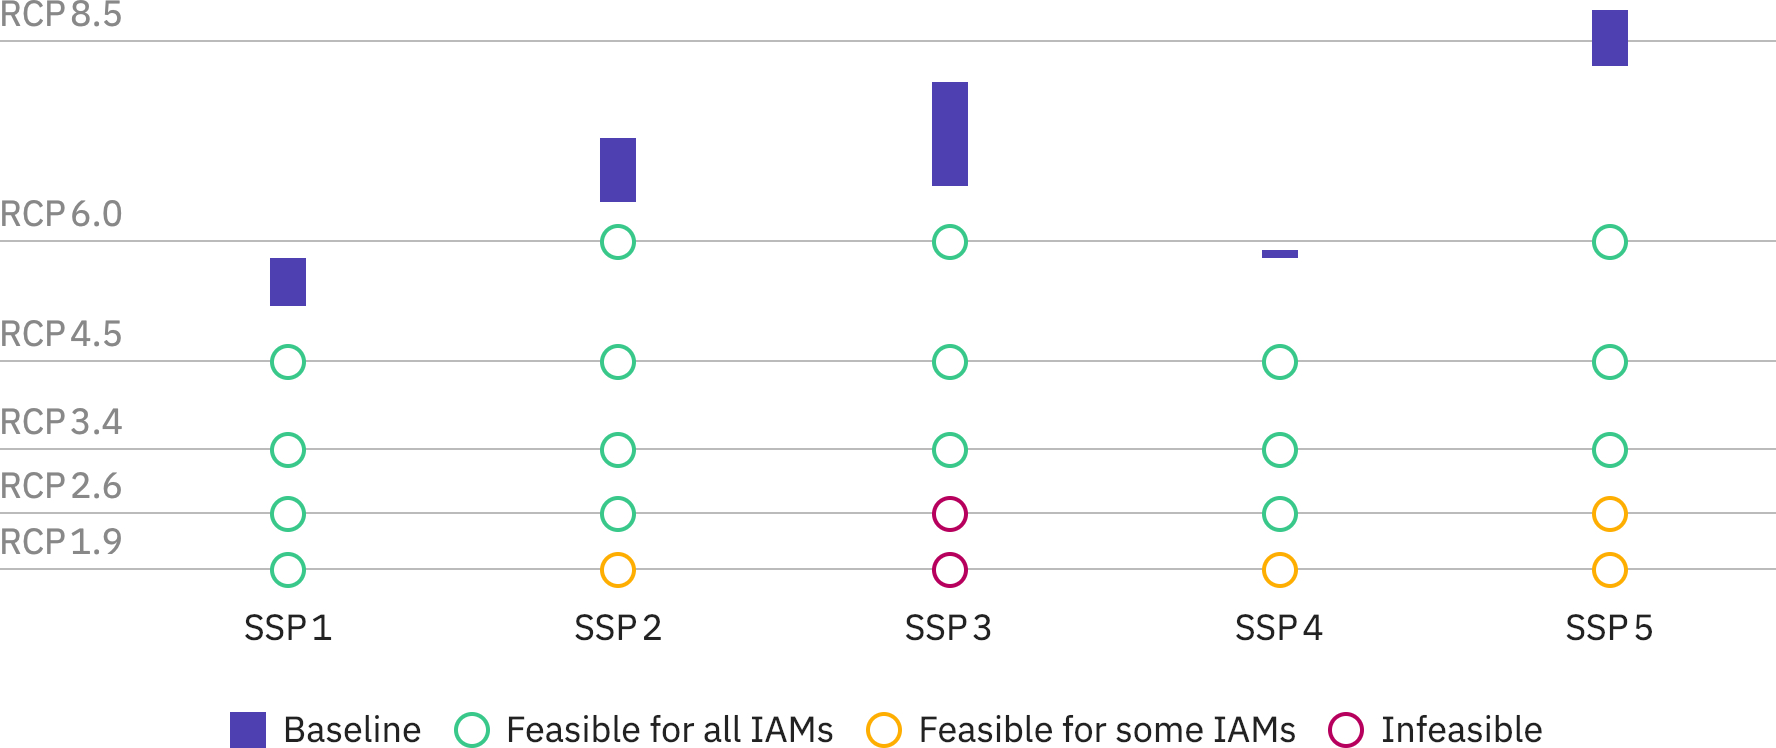 RCP 8.5
RCP 6.0
RCP 4.5
RCP 3.4
RCP 2.6
RCP 1.9
SSP 1 SSP 2 SSP 3 SSP 4 SSP 5
Baseline Feasible for all IAMs Feasible for some IAMs Infeasible